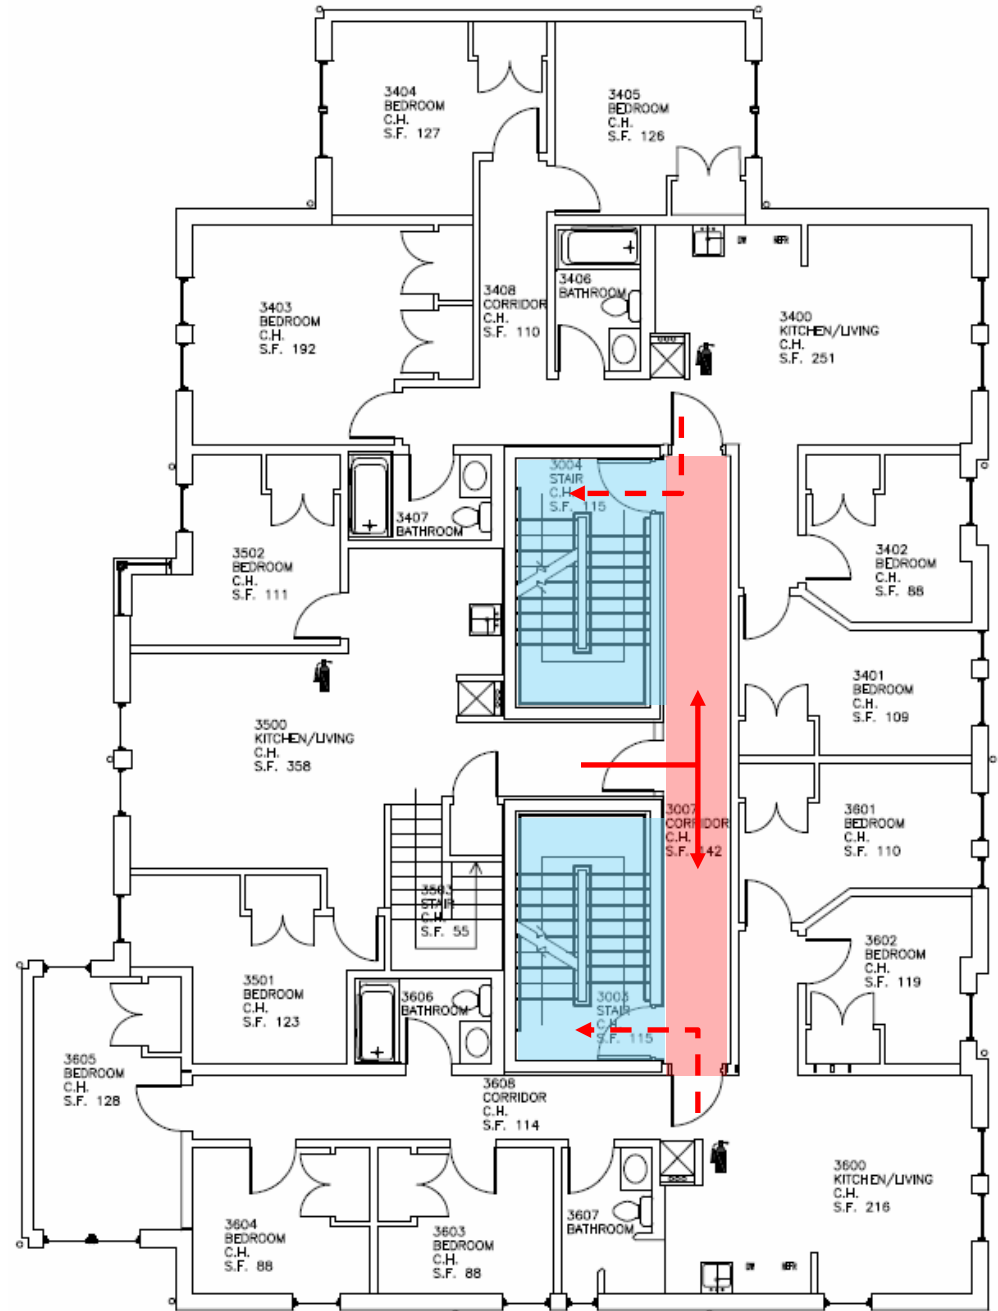 3404
BEDROOM
C.H.
S.F. 127
3405
BEDROOM
C.H.
S.F. 126
DW
REFR
3406
BATHROOM
3408
CORRIDOR
C.H.
S.F. 110
3403
BEDROOM
C.H.
S.F. 192
3400
KITCHEN/LIVING
C.H.
S.F. 251
3004
STAIR
C.H.
S.F. 115
3407
BATHROOM
3502
BEDROOM
C.H.
S.F. 111
3402
BEDROOM
C.H.
S.F. 88
3401
BEDROOM
C.H.
S.F. 109
3500
KITCHEN/LIVING
C.H.
S.F. 358
3007
CORRIDOR
C.H.
S.F. 142
3601
BEDROOM
C.H.
S.F. 110
3503
STAIR
C.H.
S.F. 55
3602
BEDROOM
C.H.
S.F. 119
3501
BEDROOM
C.H.
S.F. 123
3606
BATHROOM
3003
STAIR
C.H.
S.F. 115
3605
BEDROOM
C.H.
S.F. 128
3608
CORRIDOR
C.H.
S.F. 114
3600
KITCHEN/LIVING
C.H.
S.F. 216
3604
BEDROOM
C.H.
S.F. 88
3603
BEDROOM
C.H.
S.F. 88
3607
BATHROOM
DW
REFR